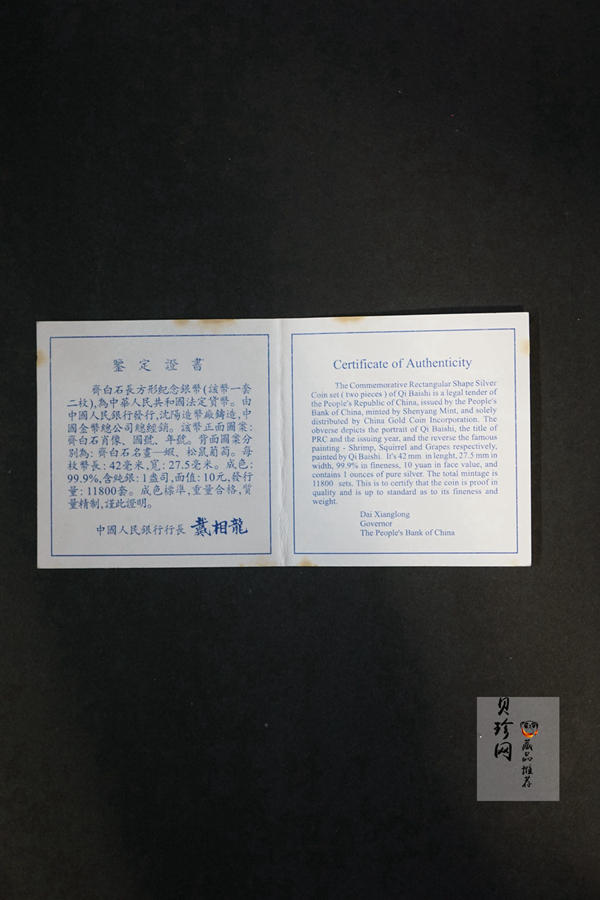 鑒定證書
齊白石長方形紀念銀幣(該幣一套
二枚),為中華人民共和國法定貨幣。由
中國人民銀行發行,沈陽造幣廠鑄造,中
國金幣總公司總經銷。該幣正面圖案:
齊白石肖像、國號、年號。背面圖案分
別為:齊白石名畫一蝦、松鼠葡萄。每
枚幣長:42毫米,寬:27.5毫米。成色:
99.9%,含純銀:1盎司,面值:10元,發行
量:11800套。成色標準,重量合格,質
量精制,謹此證明。
中國人民銀行行長 戴相龍
Certificate of Authenticity
The Commemorative Rectangular Shape Silver
Coin set ( two pieces ) of Qi Baishi is a legal tender of
the People's Republic of China, issued by the People's
Bank of China, minted by Shenyang Mint, and solely
distributed by China Gold Coin Incorporation. The
obverse depicts the portrait of Qi Baishi, the title of
PRC and the issuing year, and the reverse the famous
painting - Shrimp, Squirrel and Grapes respectively,
painted by Qi Baishi. It's 42 mm in lenght, 27.5 mm in
width, 99.9% in fineness, 10 yuan in face value, and
contains 1 ounces of pure silver. The total mintage is
11800 sets. This is to certify that the coin is proof in
quality and is up to standard as to its fineness and
weight.
Dai Xianglong
Governor
The People's Bank of China
贝珍网
藏品推荐